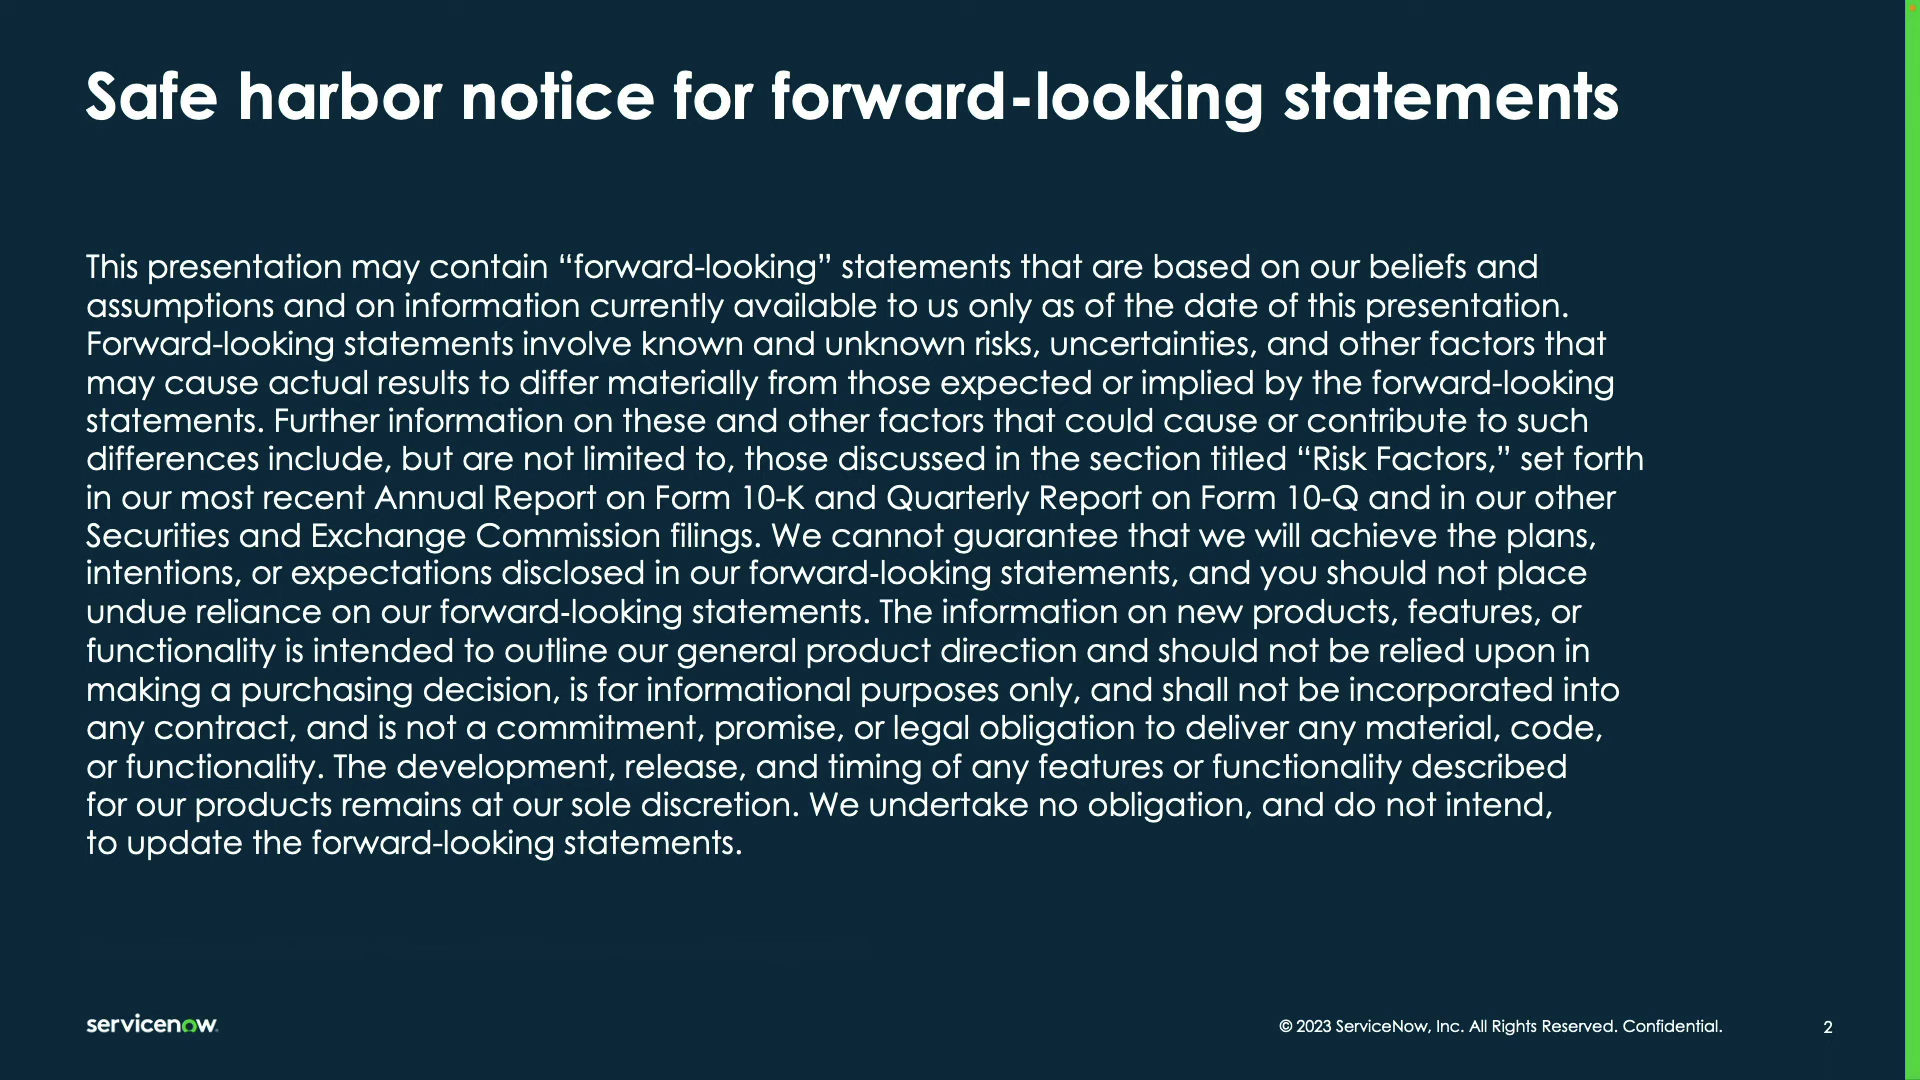 Safe harbor notice for forward-looking statements
This presentation may contain “forward-looking” statements that are based on our beliefs and
assumptions and on information currently available to us only as of the date of this presentation.
Forward-looking statements involve known and unknown risks, uncertainties, and other factors that
may cause actual results to differ materially from those expected or implied by the forward-looking
statements. Further information on these and other factors that could cause or contribute to such
differences include, but are not limited to, those discussed in the section titled “Risk Factors,” set forth
in our most recent Annual Report on Form 10-K and Quarterly Report on Form 10-Q and in our other
Securities and Exchange Commission filings. We cannot guarantee that we will achieve the plans,
intentions, or expectations disclosed in our forward-looking statements, and you should not place
undue reliance on our forward-looking statements. The information on new products, features, or
functionality is intended to outline our general product direction and should not be relied upon in
making a purchasing decision, is for informational purposes only, and shall not be incorporated into
any contract, and is not a commitment, promise, or legal obligation to deliver any material, code,
or functionality. The development, release, and timing of any features or functionality described
for our products remains at our sole discretion. We undertake no obligation, and do not intend,
to update the forward-looking statements.
servicenow
© 2023 ServiceNow, Inc. All Rights Reserved. Confidential.
2